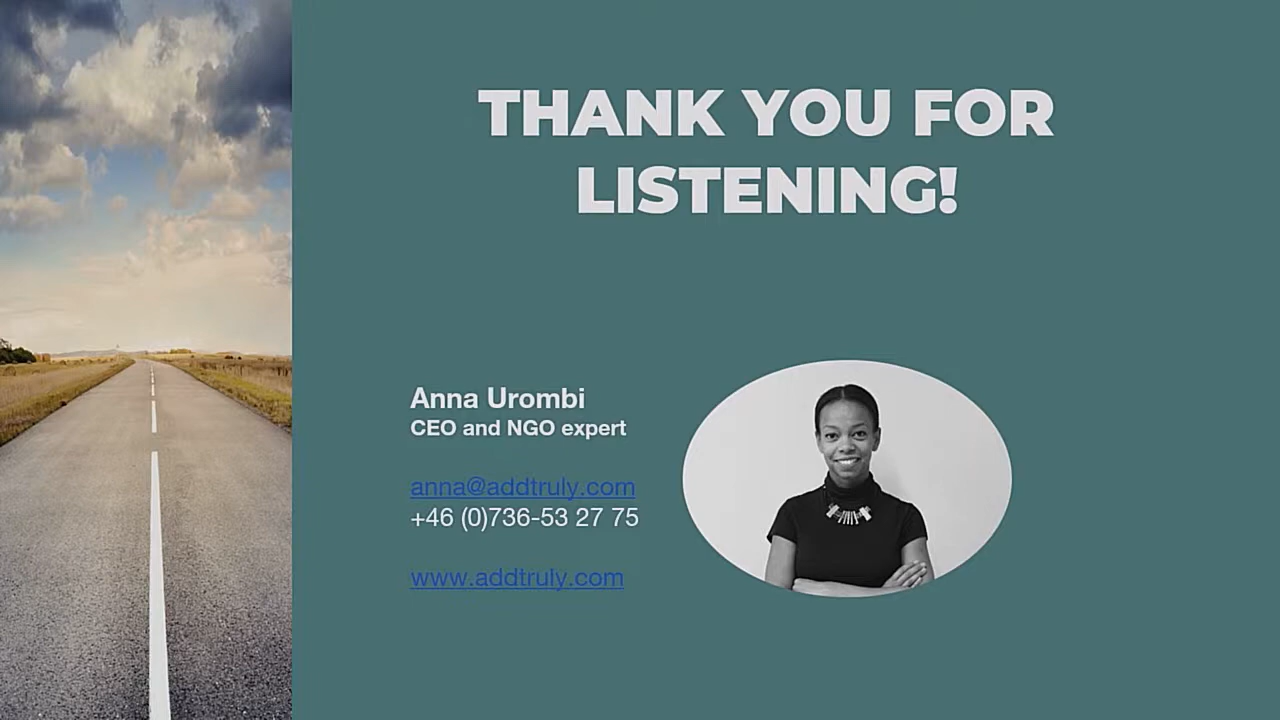 THANK YOU FOR
LISTENING!
Anna Urombi
CEO and NGO expert
anna@addtruly.com
+46 (0)736-53 27 75
www.addtruly.com